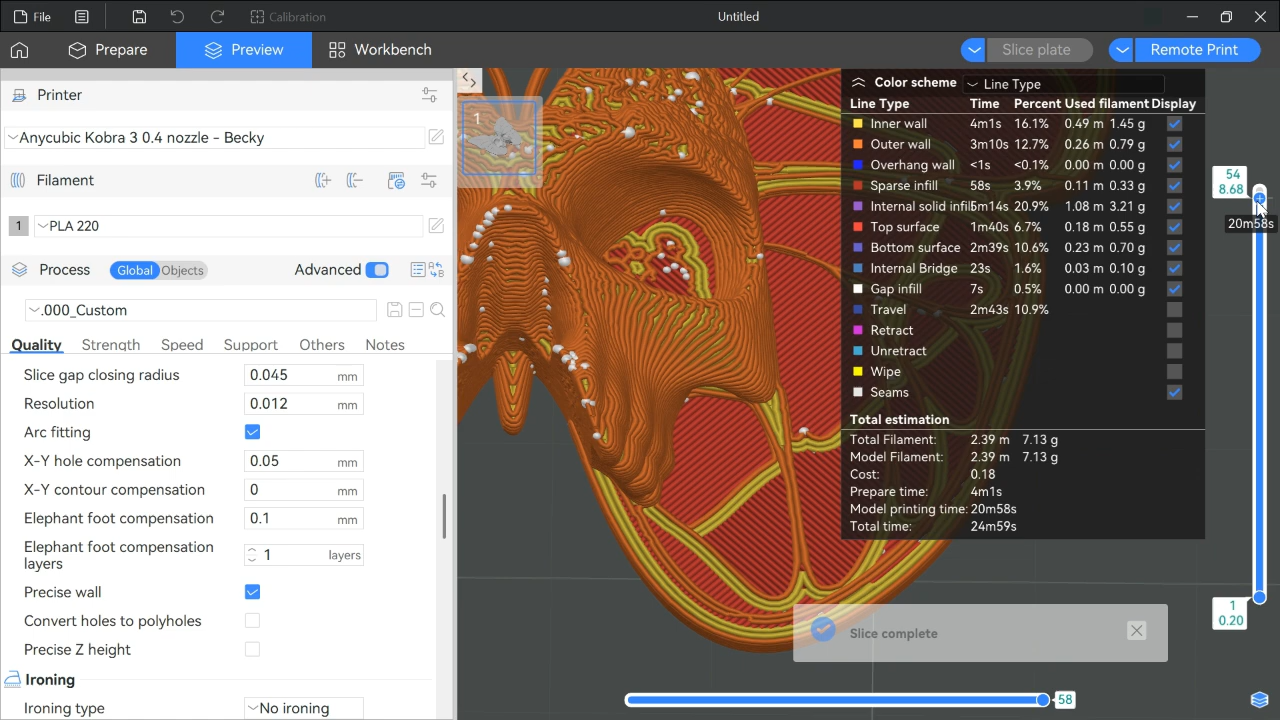 File
Calibration
Untitled
Prepare
Preview
Workbench
Slice plate
Remote Print
Printer
Anycubic Kobra 3 0.4 nozzle - Becky
Filament
1 PLA 220
Process Global Objects Advanced
.000_Custom
Quality Strength Speed Support Others Notes
Slice gap closing radius 0.045 mm
Resolution 0.012 mm
Arc fitting
X-Y hole compensation 0.05 mm
X-Y contour compensation 0 mm
Elephant foot compensation 0.1 mm
Elephant foot compensation layers 1 layers
Precise wall
Convert holes to polyholes
Precise Z height
Ironing
Ironing type No ironing
1
Color scheme Line Type
Line Type Time Percent Used filament Display
Inner wall 4m1s 16.1% 0.49 m 1.45 g
Outer wall 3m10s 12.7% 0.26 m 0.79 g
Overhang wall <1s <0.1% 0.00 m 0.00 g
Sparse infill 58s 3.9% 0.11 m 0.33 g
Internal solid infill 5m14s 20.9% 1.08 m 3.21 g
Top surface 1m40s 6.7% 0.18 m 0.55 g
Bottom surface 2m39s 10.6% 0.23 m 0.70 g
Internal Bridge 23s 1.6% 0.03 m 0.10 g
Gap infill 7s 0.5% 0.00 m 0.00 g
Travel 2m43s 10.9%
Retract
Unretract
Wipe
Seams
Total estimation
Total Filament: 2.39 m 7.13 g
Model Filament: 2.39 m 7.13 g
Cost: 0.18
Prepare time: 4m1s
Model printing time: 20m58s
Total time: 24m59s
54
8.68
20m58s
1
0.20
Slice complete
58